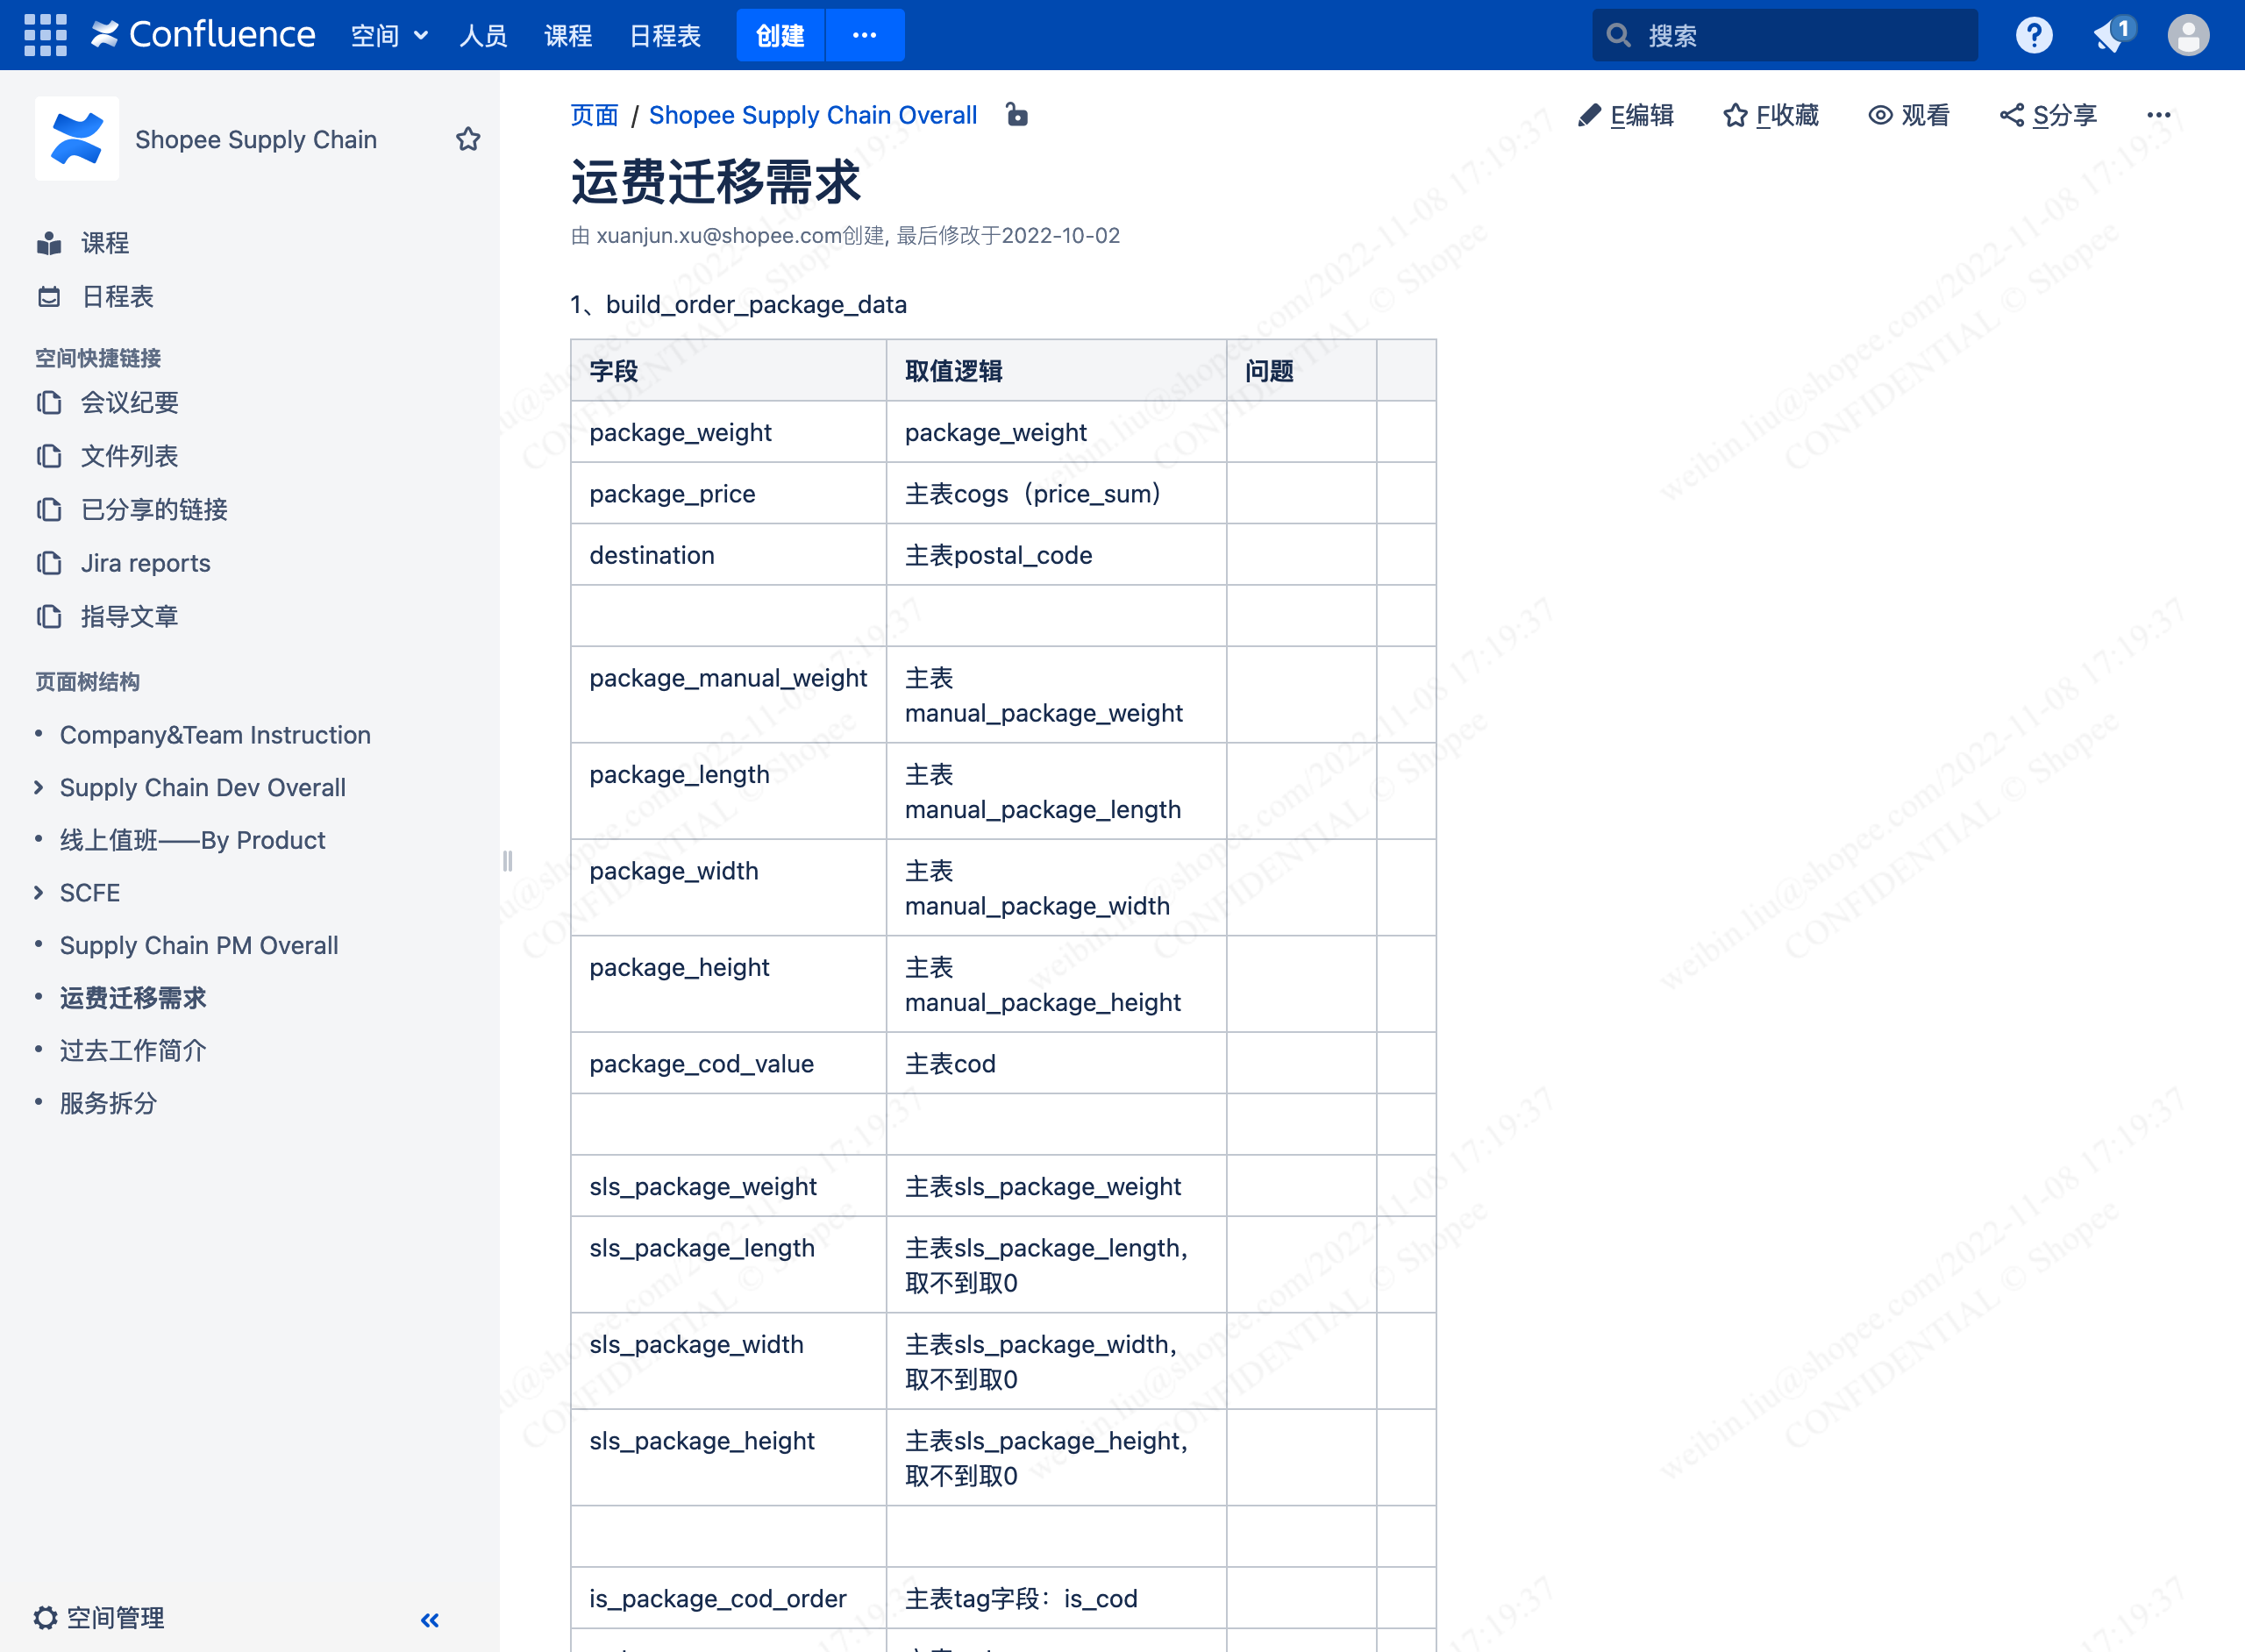 Confluence 空间 人员 课程 日程表 创建 ··· 搜索 ? 1
Shopee Supply Chain
课程
日程表
空间快捷链接
会议纪要
文件列表
已分享的链接
Jira reports
指导文章
页面树结构
Company&Team Instruction
Supply Chain Dev Overall
线上值班——By Product
SCFE
Supply Chain PM Overall
运费迁移需求
过去工作简介
服务拆分
空间管理
页面 / Shopee Supply Chain Overall
E编辑 F收藏 观看 S分享 ···
运费迁移需求
由 xuanjun.xu@shopee.com创建, 最后修改于2022-10-02
1、build_order_package_data
字段 取值逻辑 问题
package_weight package_weight
package_price 主表cogs（price_sum）
destination 主表postal_code
package_manual_weight 主表
manual_package_weight
package_length 主表
manual_package_length
package_width 主表
manual_package_width
package_height 主表
manual_package_height
package_cod_value 主表cod
sls_package_weight 主表sls_package_weight
sls_package_length 主表sls_package_length，
取不到取0
sls_package_width 主表sls_package_width，
取不到取0
sls_package_height 主表sls_package_height，
取不到取0
is_package_cod_order 主表tag字段：is_cod
weibin.liu@shopee.com/2022-11-08 17:19:37
CONFIDENTIAL © Shopee